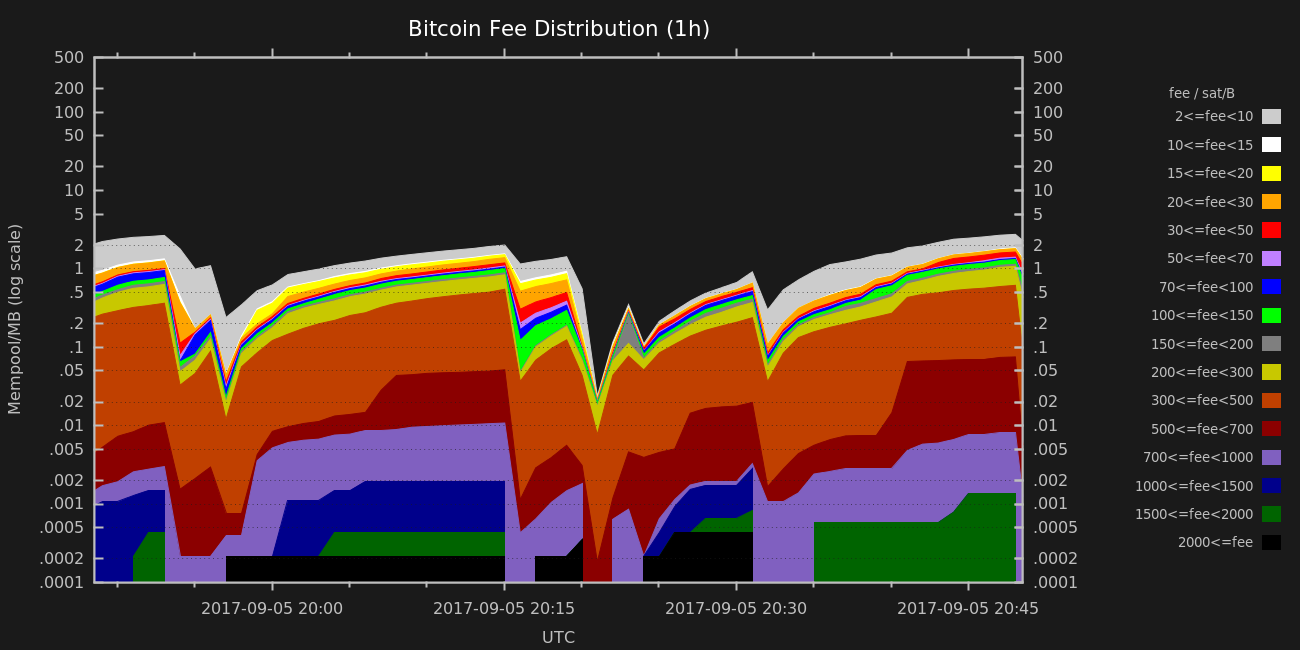 Bitcoin Fee Distribution (1h)
Mempool/MB (log scale)
500
200
100
50
20
10
5
2
1
.5
.2
.1
.05
.02
.01
.005
.002
.001
.0005
.0002
.0001
500
200
100
50
20
10
5
2
1
.5
.2
.1
.05
.02
.01
.005
.002
.001
.0005
.0002
.0001
2017-09-05 20:00
2017-09-05 20:15
2017-09-05 20:30
2017-09-05 20:45
UTC
fee / sat/B
2<=fee<10
10<=fee<15
15<=fee<20
20<=fee<30
30<=fee<50
50<=fee<70
70<=fee<100
100<=fee<150
150<=fee<200
200<=fee<300
300<=fee<500
500<=fee<700
700<=fee<1000
1000<=fee<1500
1500<=fee<2000
2000<=fee